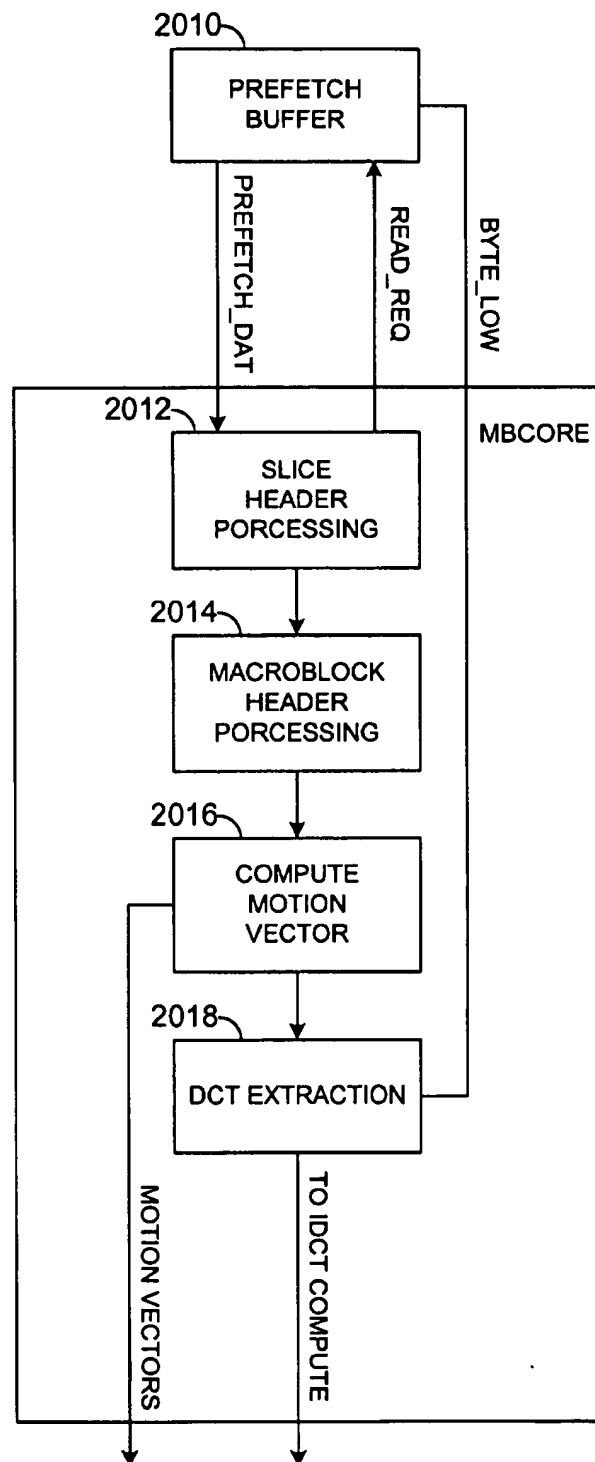 2010
PREFETCH
BUFFER
PREFETCH_DAT
READ_REQ
BYTE_LOW
MBCORE
2012
SLICE
HEADER
PORCESSING
2014
MACROBLOCK
HEADER
PORCESSING
2016
COMPUTE
MOTION
VECTOR
2018
DCT EXTRACTION
MOTION VECTORS
TO IDCT COMPUTE